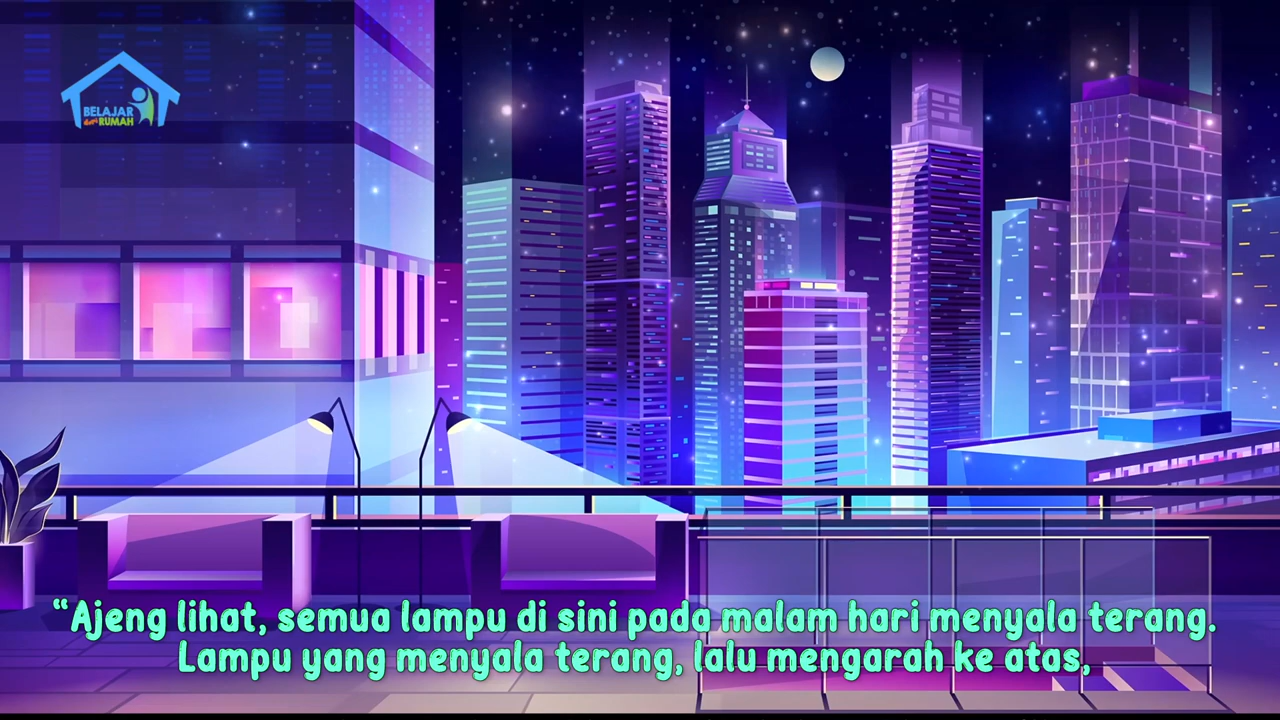 BELAJAR
dari RUMAH
“Ajeng lihat, semua lampu di sini pada malam hari menyala terang.
Lampu yang menyala terang, lalu mengarah ke atas,